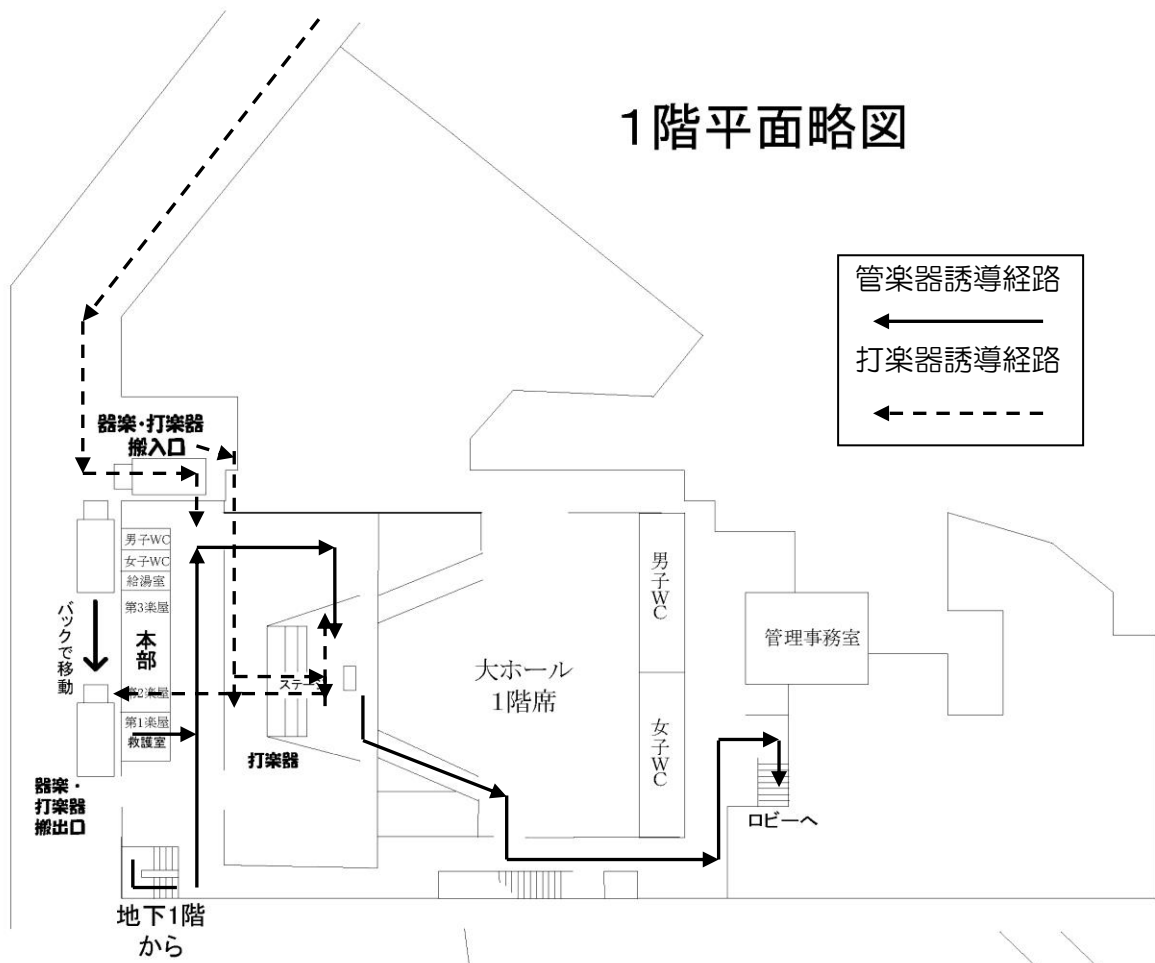 1階平面略図
管楽器誘導経路
打楽器誘導経路
器楽・打楽器
搬入口
男子WC
女子WC
給湯室
第3楽屋
本部
第2楽屋
第1楽屋
救護室
バックで移動
器楽・
打楽器
搬出口
地下1階
から
ステージ
打楽器
大ホール
1階席
男子WC
女子WC
管理事務室
ロビーへ